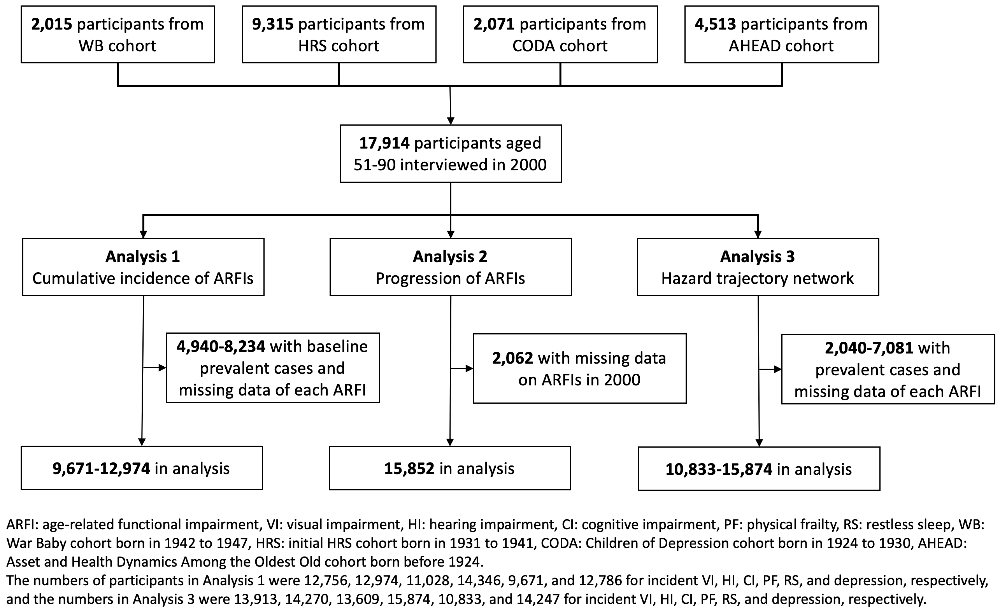 2,015 participants from
WB cohort
9,315 participants from
HRS cohort
2,071 participants from
CODA cohort
4,513 participants from
AHEAD cohort
17,914 participants aged
51-90 interviewed in 2000
Analysis 1
Cumulative incidence of ARFIs
Analysis 2
Progression of ARFIs
Analysis 3
Hazard trajectory network
4,940-8,234 with baseline
prevalent cases and
missing data of each ARFI
2,062 with missing data
on ARFIs in 2000
2,040-7,081 with
prevalent cases and
missing data of each ARFI
9,671-12,974 in analysis
15,852 in analysis
10,833-15,874 in analysis
ARFI: age-related functional impairment, VI: visual impairment, HI: hearing impairment, CI: cognitive impairment, PF: physical frailty, RS: restless sleep, WB:
War Baby cohort born in 1942 to 1947, HRS: initial HRS cohort born in 1931 to 1941, CODA: Children of Depression cohort born in 1924 to 1930, AHEAD:
Asset and Health Dynamics Among the Oldest Old cohort born before 1924.
The numbers of participants in Analysis 1 were 12,756, 12,974, 11,028, 14,346, 9,671, and 12,786 for incident VI, HI, CI, PF, RS, and depression, respectively,
and the numbers in Analysis 3 were 13,913, 14,270, 13,609, 15,874, 10,833, and 14,247 for incident VI, HI, CI, PF, RS, and depression, respectively.